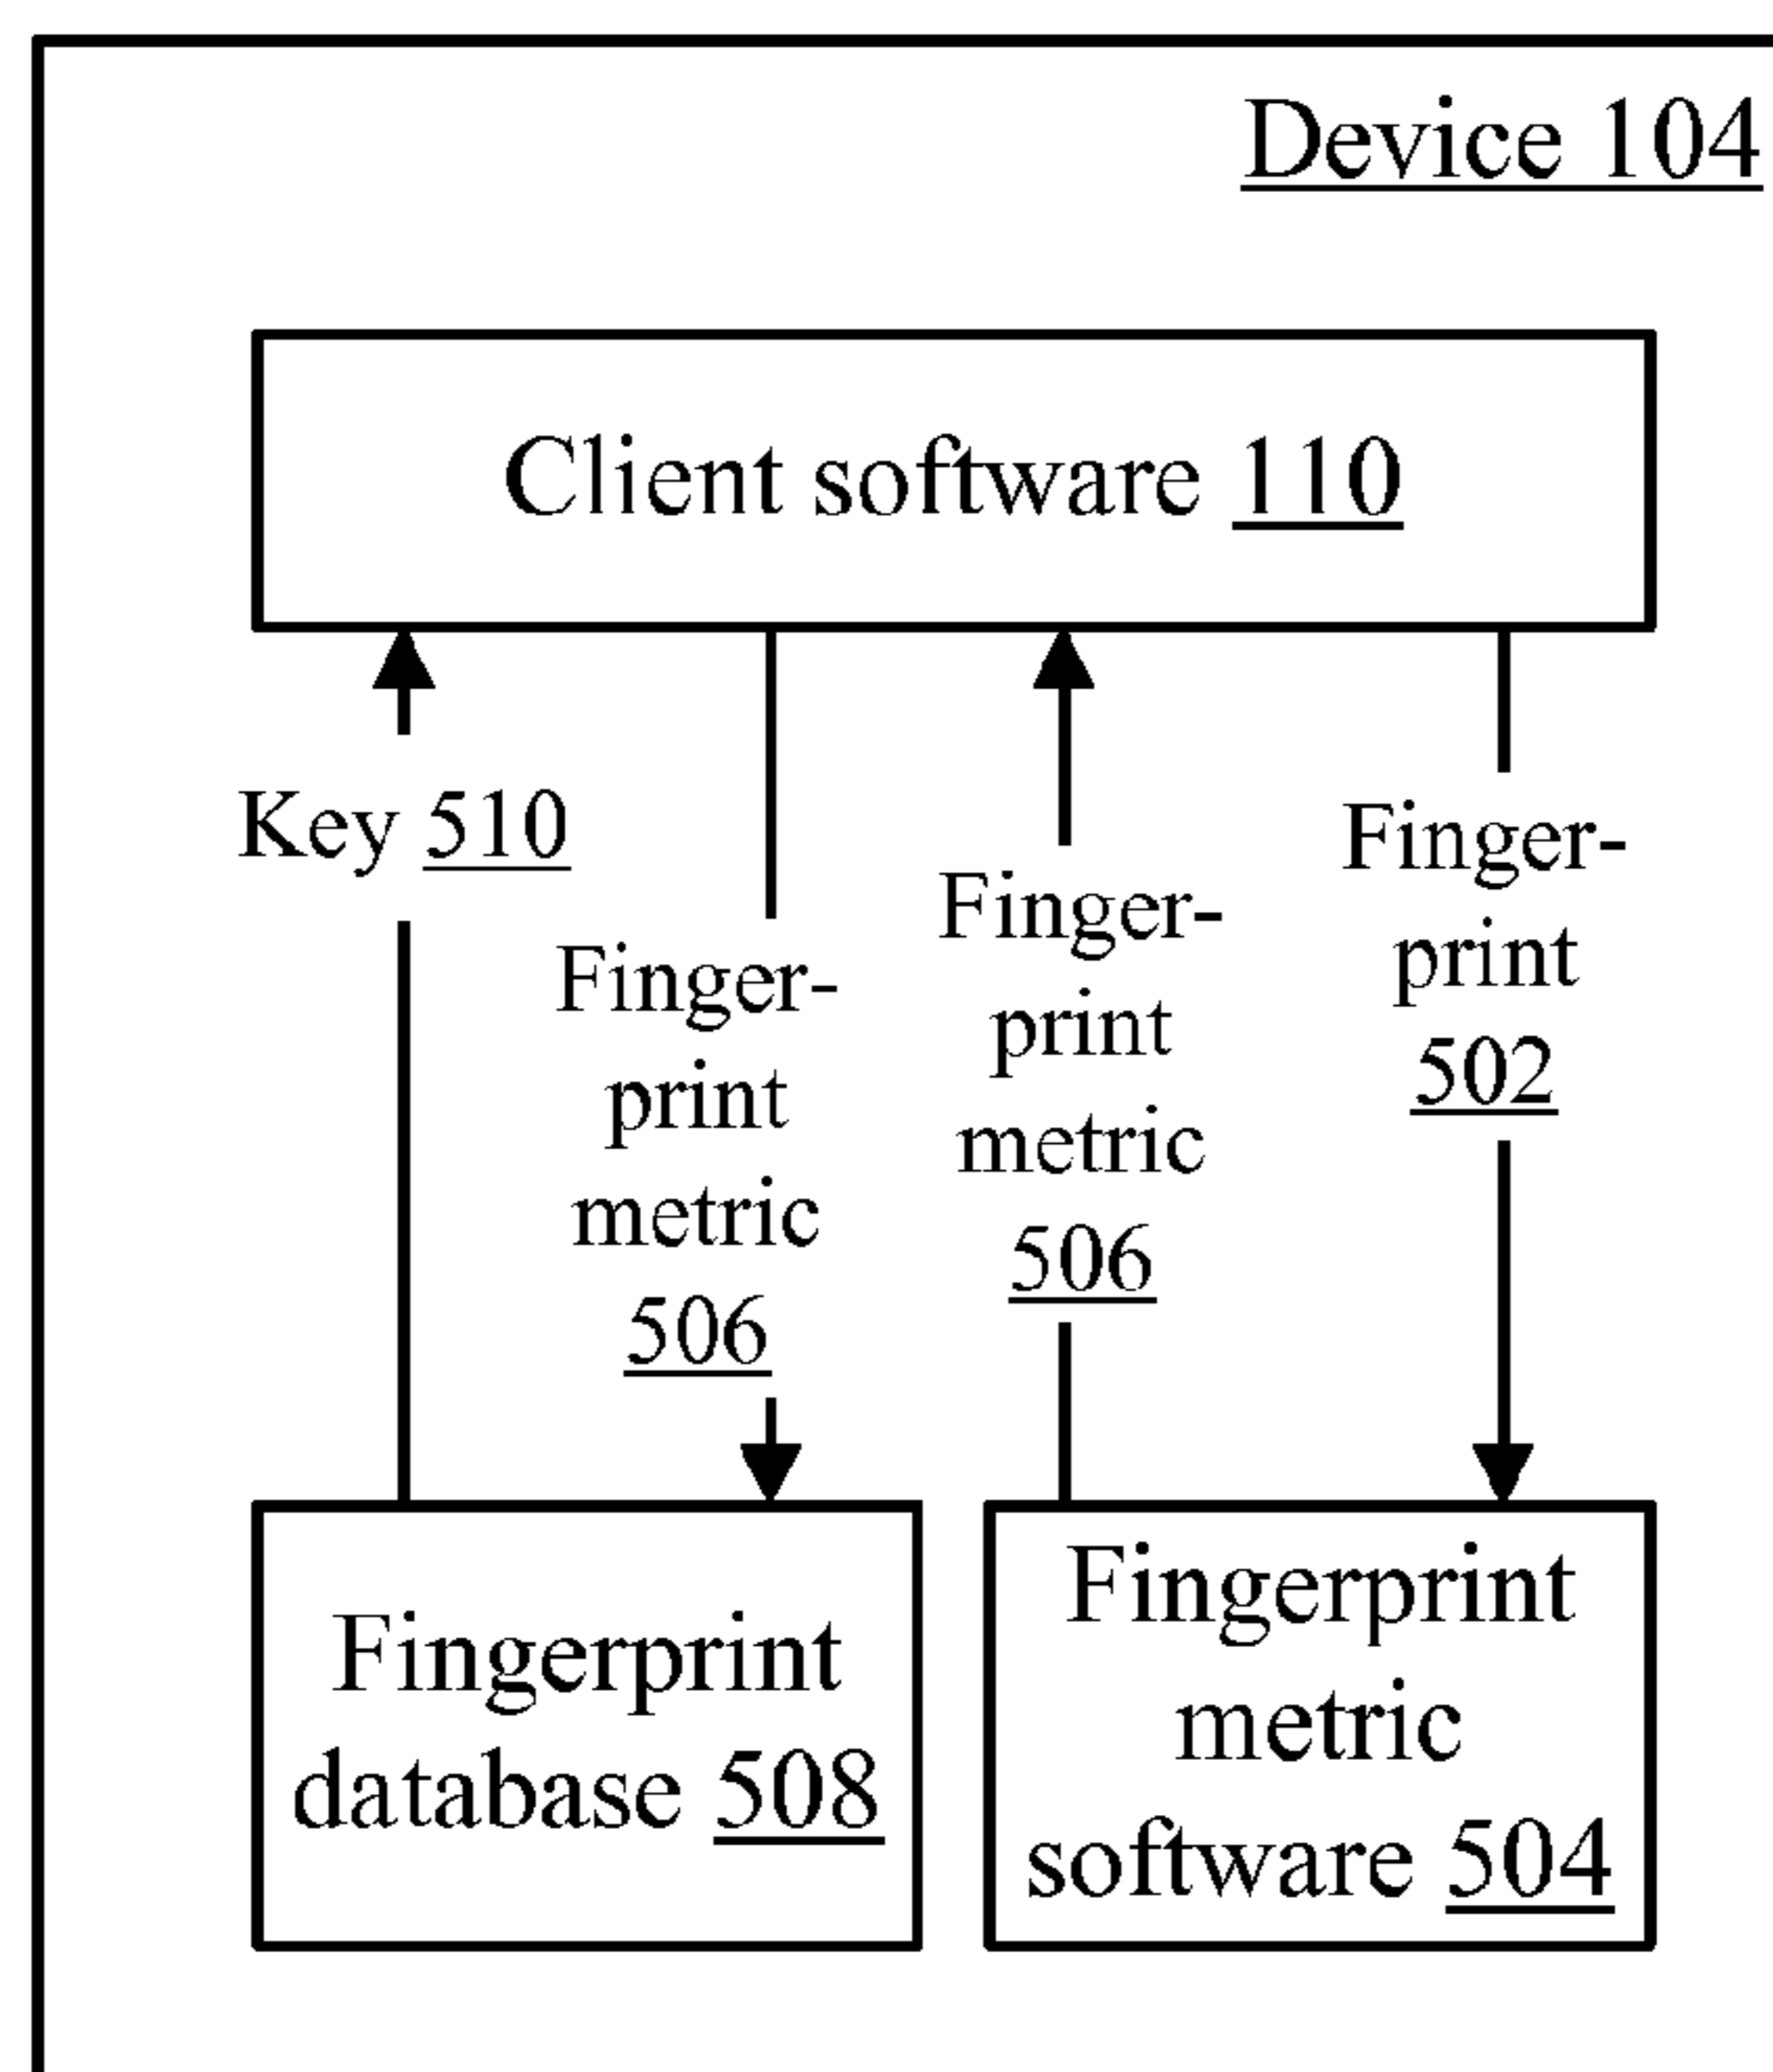 Device 104
Client software 110
Key 510
Finger-
print
metric
506
Finger-
print
metric
506
Finger-
print
502
Fingerprint
database 508
Fingerprint
metric
software 504